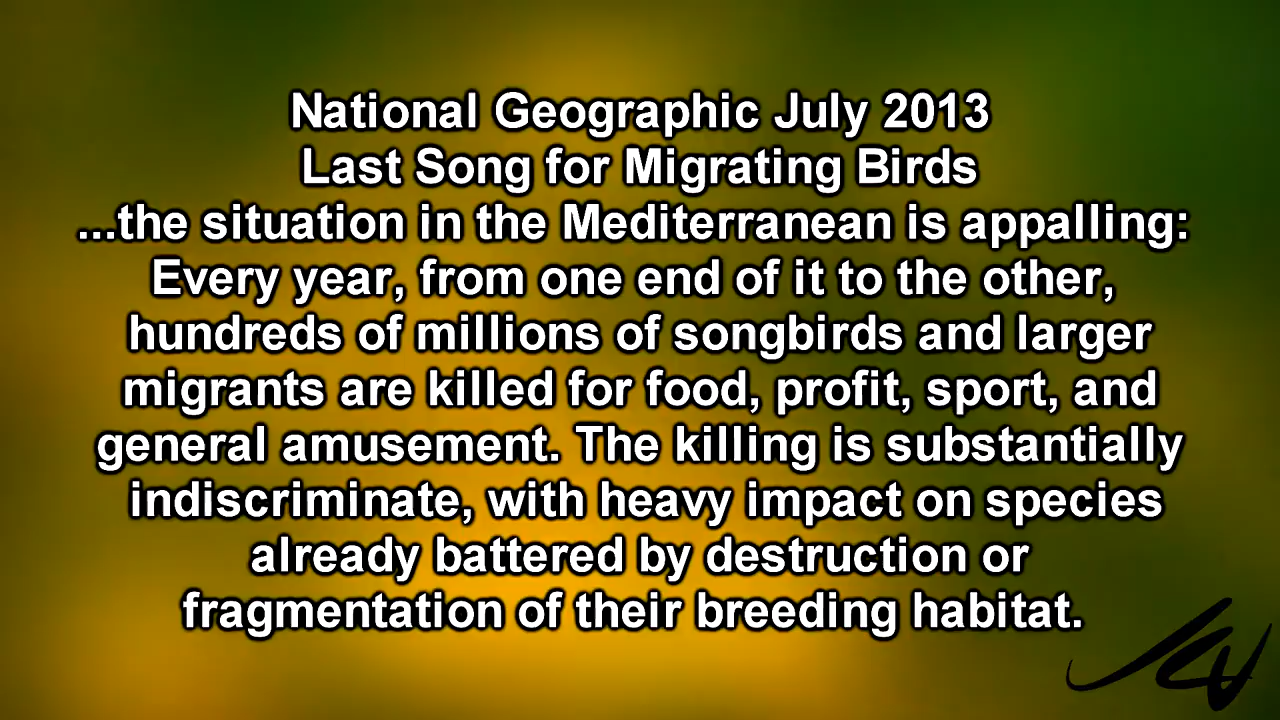 National Geographic July 2013
Last Song for Migrating Birds
...the situation in the Mediterranean is appalling:
Every year, from one end of it to the other,
hundreds of millions of songbirds and larger
migrants are killed for food, profit, sport, and
general amusement. The killing is substantially
indiscriminate, with heavy impact on species
already battered by destruction or
fragmentation of their breeding habitat.